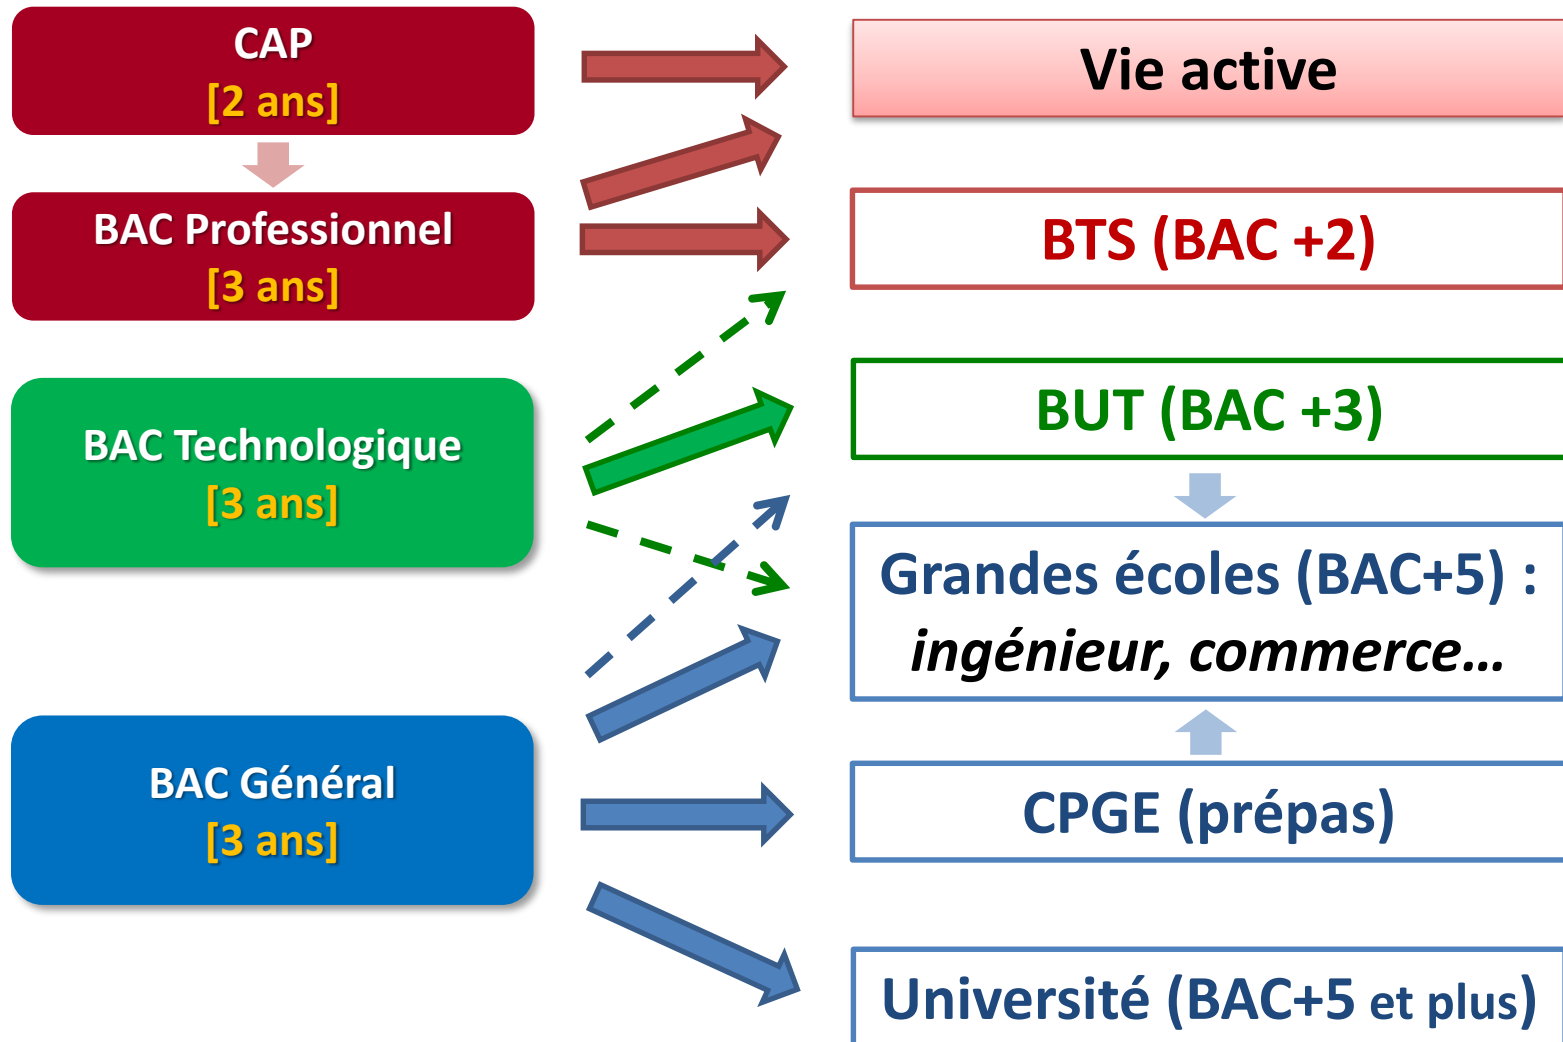 CAP
[2 ans]
BAC Professionnel
[3 ans]
BAC Technologique
[3 ans]
BAC Général
[3 ans]
Vie active
BTS (BAC +2)
BUT (BAC +3)
Grandes écoles (BAC+5) :
ingénieur, commerce...
CPGE (prépas)
Université (BAC+5 et plus)